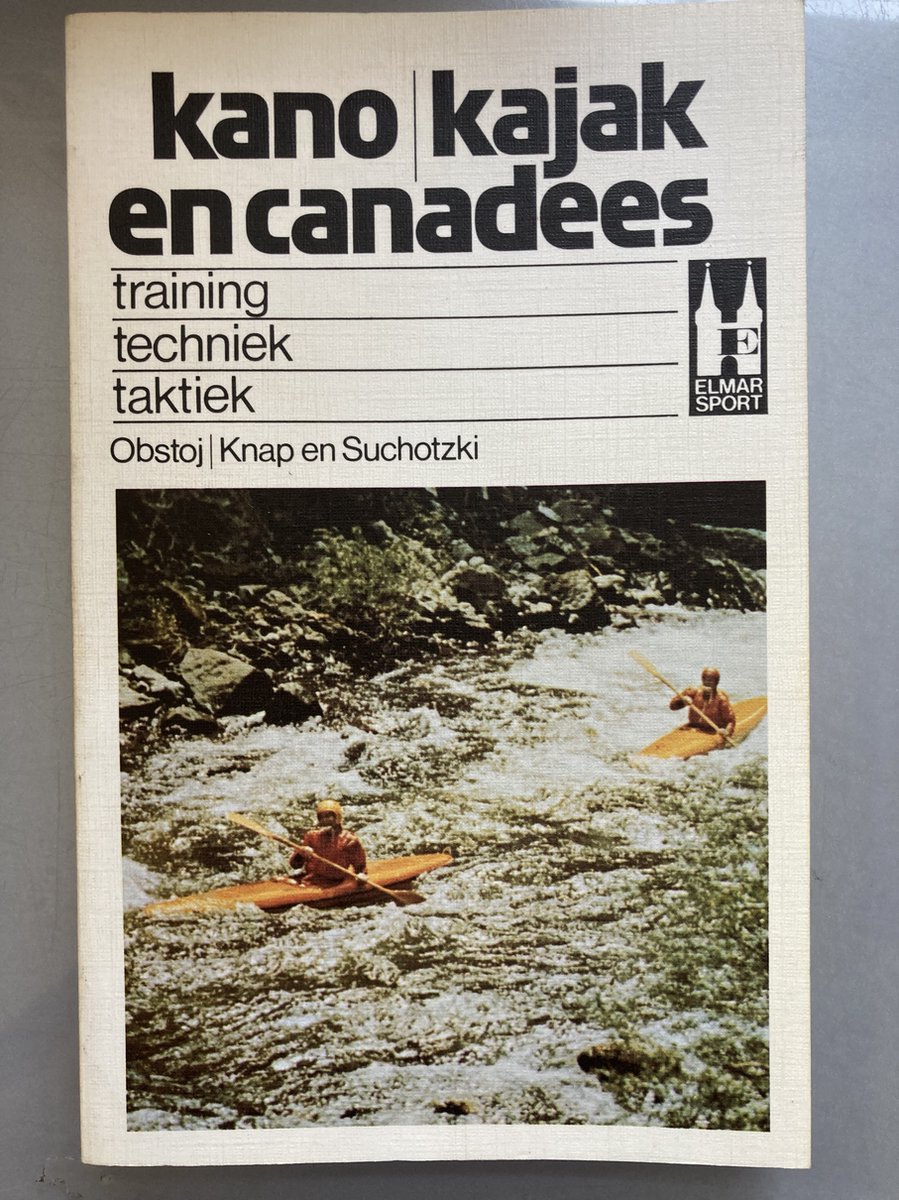 kano | kajak
en canadees
training
techniek
taktiek
E
ELMAR
SPORT
Obstoj | Knap en Suchotzki